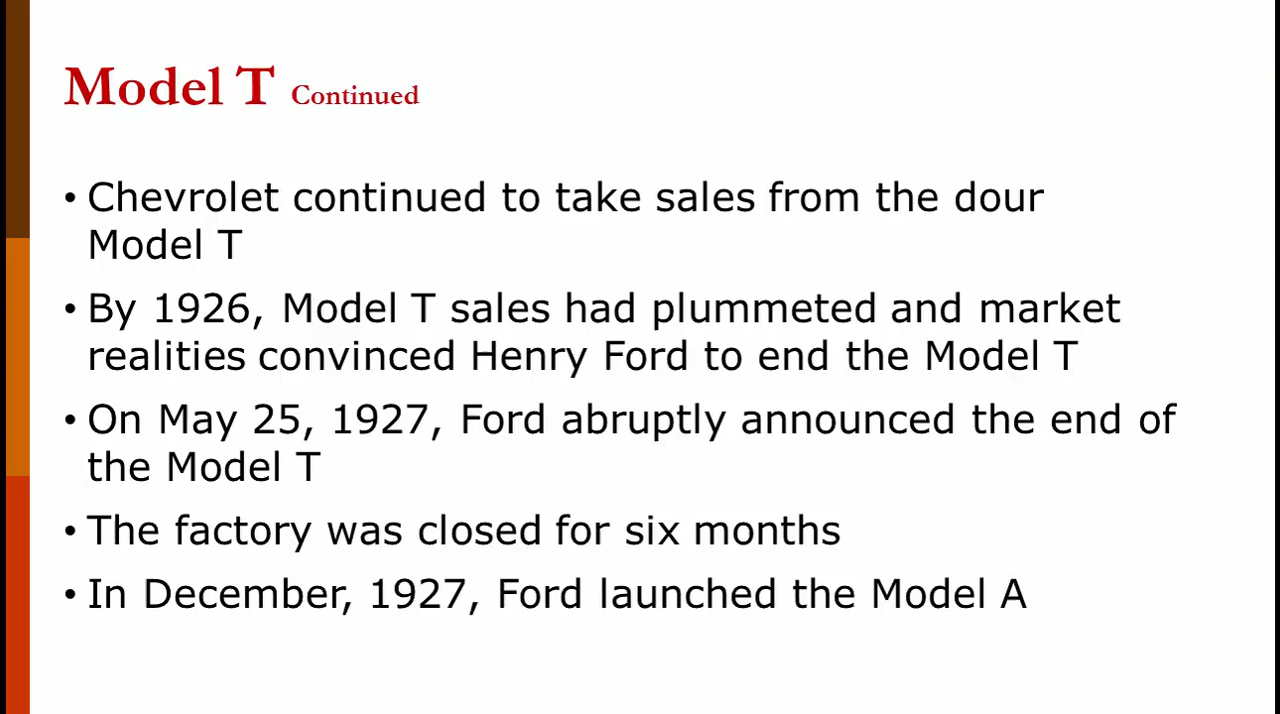 Model T Continued
• Chevrolet continued to take sales from the dour
Model T
• By 1926, Model T sales had plummeted and market
realities convinced Henry Ford to end the Model T
• On May 25, 1927, Ford abruptly announced the end of
the Model T
• The factory was closed for six months
• In December, 1927, Ford launched the Model A